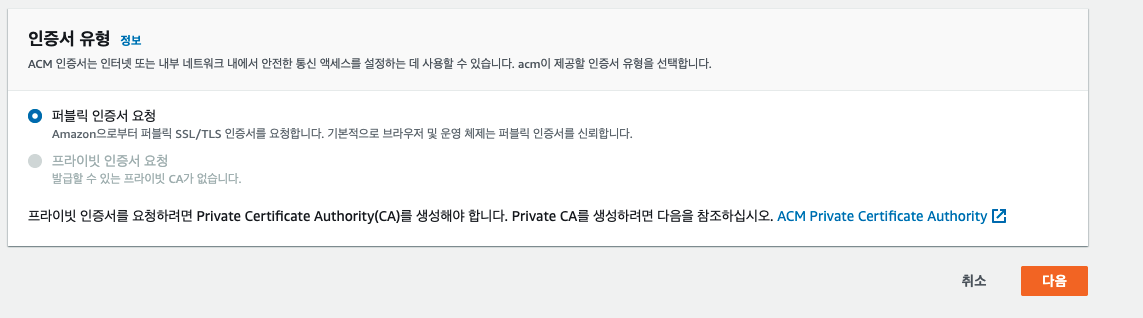 인증서 유형 정보
ACM 인증서는 인터넷 또는 내부 네트워크 내에서 안전한 통신 액세스를 설정하는 데 사용할 수 있습니다. acm이 제공할 인증서 유형을 선택합니다.
퍼블릭 인증서 요청
Amazon으로부터 퍼블릭 SSL/TLS 인증서를 요청합니다. 기본적으로 브라우저 및 운영 체제는 퍼블릭 인증서를 신뢰합니다.
프라이빗 인증서 요청
발급할 수 있는 프라이빗 CA가 없습니다.
프라이빗 인증서를 요청하려면 Private Certificate Authority(CA)를 생성해야 합니다. Private CA를 생성하려면 다음을 참조하십시오. ACM Private Certificate Authority
취소 다음